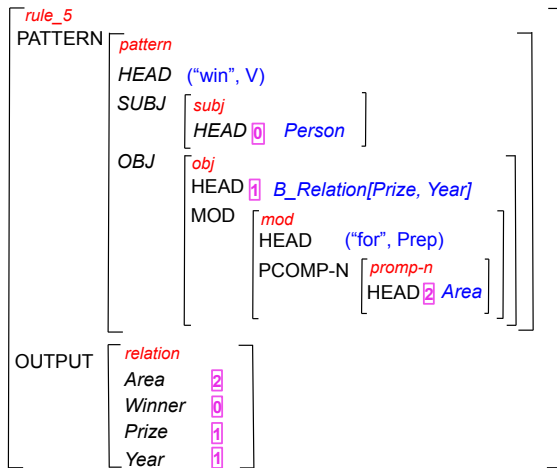 rule_5
PATTERN
pattern
HEAD (“win”, V)
SUBJ
subj
HEAD 0 Person
OBJ
obj
HEAD 1 B_Relation[Prize, Year]
MOD
mod
HEAD (“for”, Prep)
PCOMP-N
promp-n
HEAD 2 Area
OUTPUT
relation
Area 2
Winner 0
Prize 1
Year 1